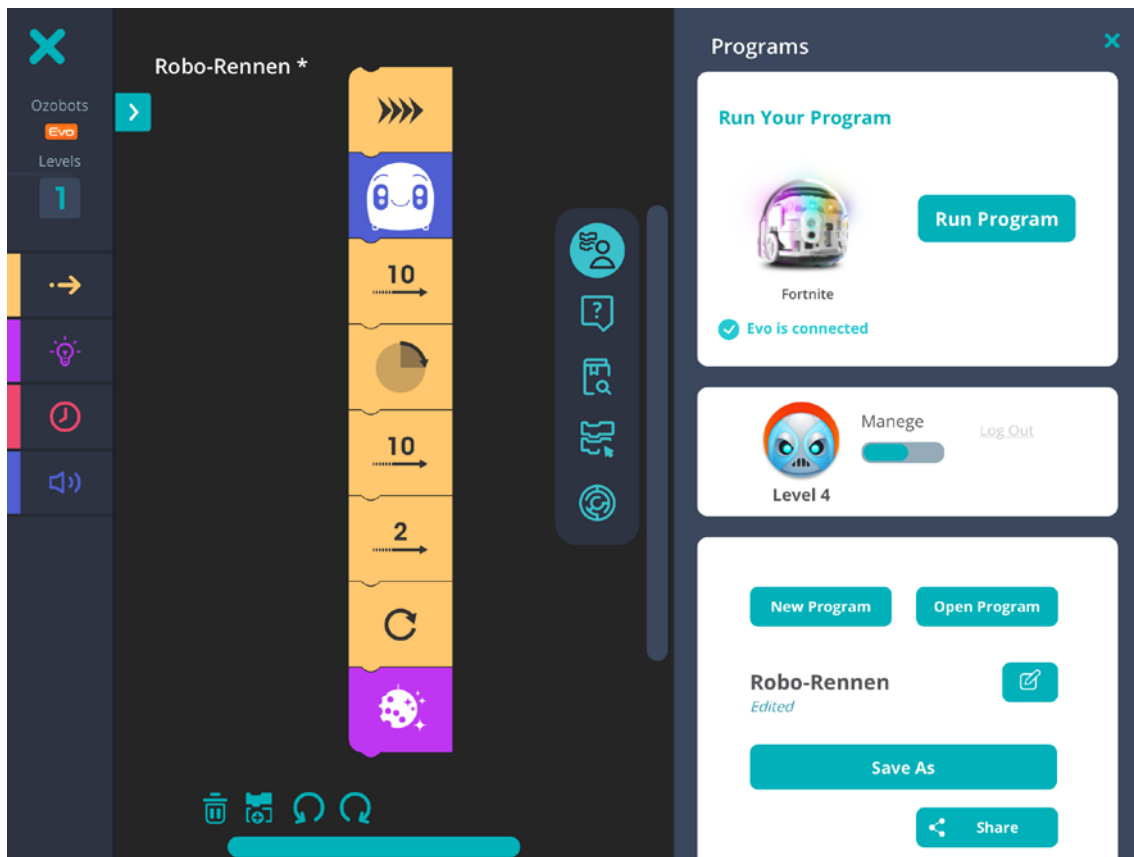 Ozobots
Evo
Levels
1
Robo-Rennen *
10
10
2
Programs
Run Your Program
Run Program
Fortnite
Evo is connected
Manege
Log Out
Level 4
New Program
Open Program
Robo-Rennen
Edited
Save As
Share